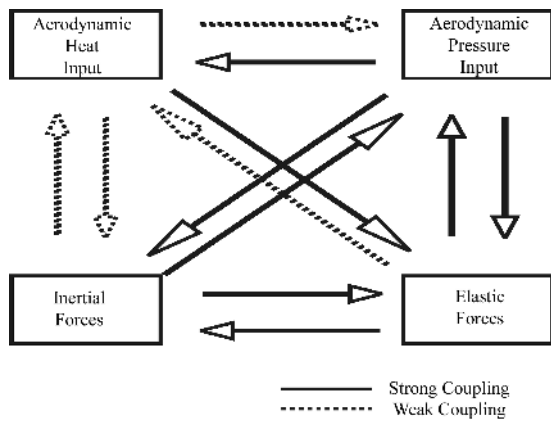 Aerodynamic
Heat
Input
Aerodynamic
Pressure
Input
Inertial
Forces
Elastic
Forces
Strong Coupling
Weak Coupling